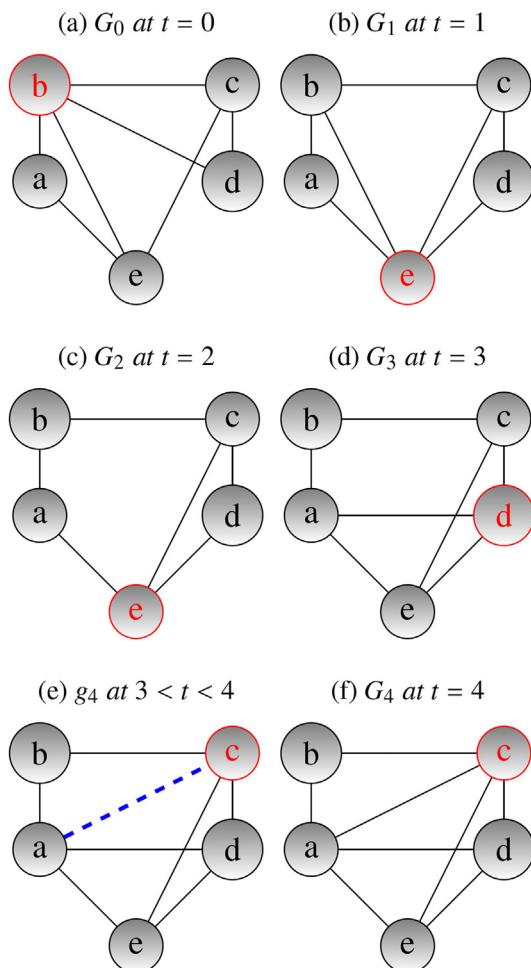 (a) G₀ at t = 0
(b) G₁ at t = 1
b
c
a
d
e
b
c
a
d
e
(c) G₂ at t = 2
(d) G₃ at t = 3
b
c
a
d
e
b
c
a
d
e
(e) g₄ at 3 < t < 4
(f) G₄ at t = 4
b
c
a
d
e
b
c
a
d
e